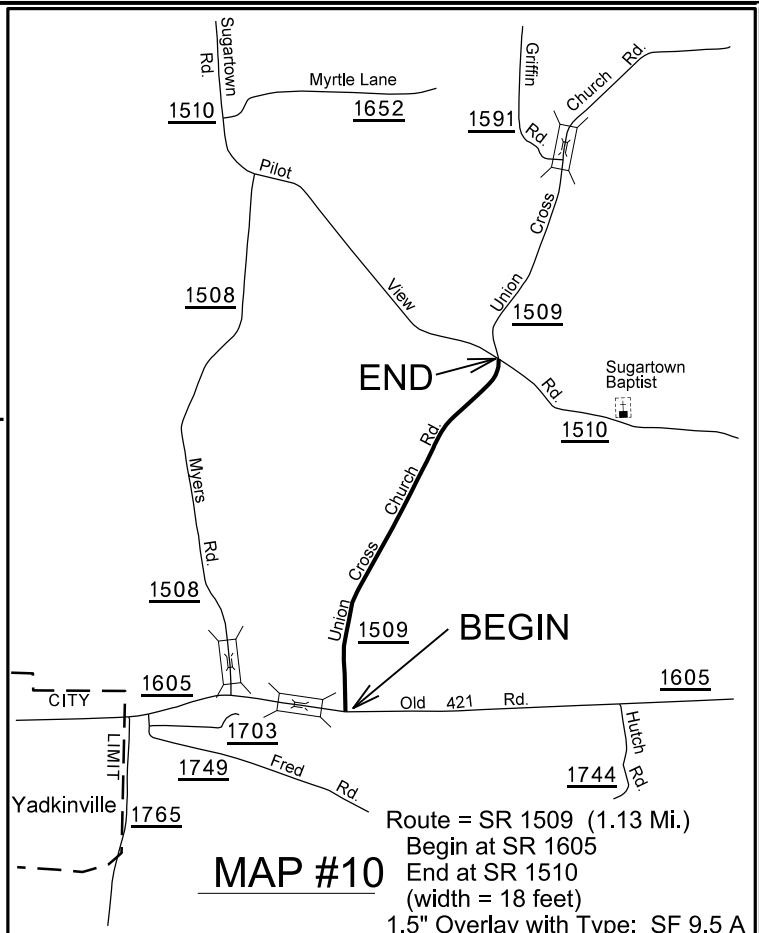 Sugartown
Rd.
1510
Myrtle Lane
1652
Griffin
Rd.
1591
Church
Rd.
Pilot
View
Rd.
1508
Cross
Union
1509
END
Sugartown
Baptist
1510
Myers
Rd.
1508
Union
Cross
Church
Rd.
1509
BEGIN
CITY
LIMIT
1605
Old 421 Rd.
1605
1703
1749
Fred
Rd.
Hutch
Rd.
1744
Yadkinville
1765
MAP #10
Route = SR 1509 (1.13 Mi.)
Begin at SR 1605
End at SR 1510
(width = 18 feet)
1.5" Overlay with Type: SF 9.5 A